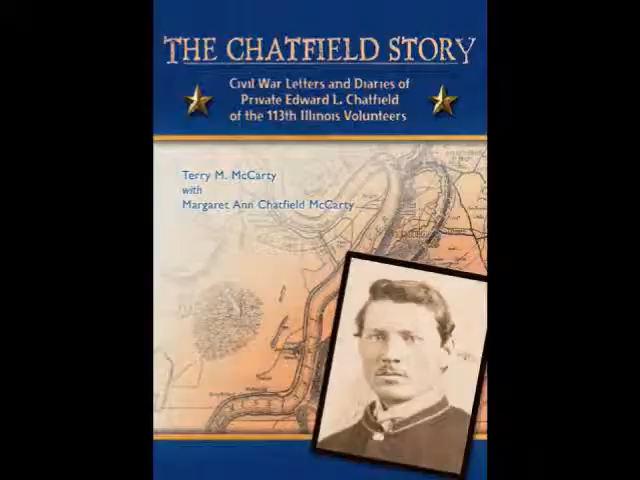 THE CHATFIELD STORY
Civil War Letters and Diaries of
Private Edward L. Chatfield
of the 113th Illinois Volunteers
Terry M. McCarty
with
Margaret Ann Chatfield McCarty